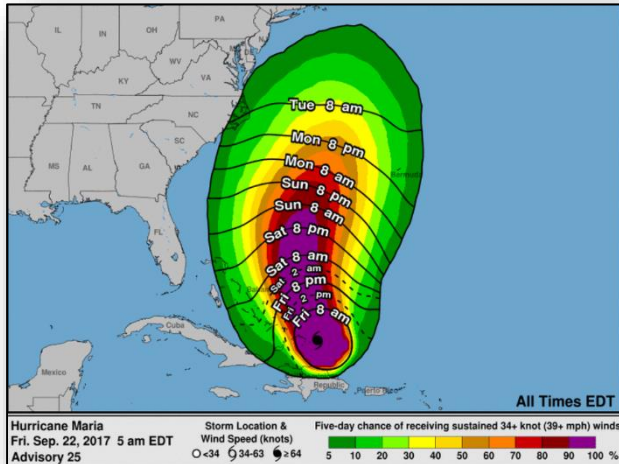 IL
IN
OH
PA
NJ
MD
DE
WV
KY
VA
TN
NC
SC
MS
AL
GA
FL
Tue 8 am
Mon 8 pm
Mon 8 am
Bermuda
Sun 8 pm
Sun 8 am
Sat 8 pm
Sat 8 am
Sat 2 am
Fri 8 pm
Fri 2 pm
Fri 8 am
Cuba
Mexico
Republic
Puerto Rico
All Times EDT
Hurricane Maria
Fri. Sep. 22, 2017 5 am EDT
Advisory 25
Storm Location &
Wind Speed (knots)
<34 34-63 ≥64
Five-day chance of receiving sustained 34+ knot (39+ mph) winds
5 10 20 30 40 50 60 70 80 90 100 %